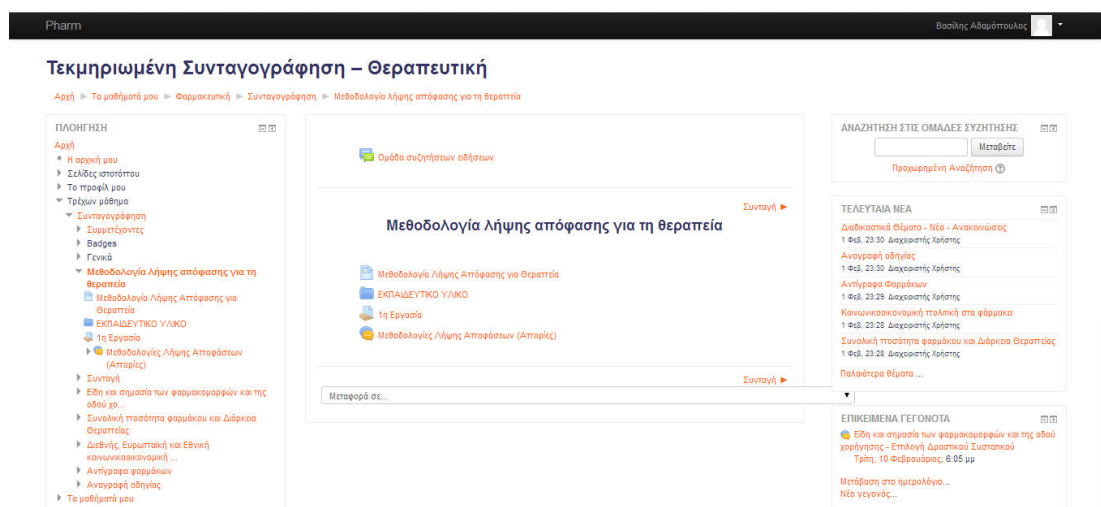 Pharm
Βασίλης Αδαμόπουλος
Τεκμηριωμένη Συνταγογράφηση – Θεραπευτική
Αρχή ► Τα μαθήματά μου ► Φαρμακευτική ► Συνταγογράφηση ► Μεθοδολογία λήψης απόφασης για τη θεραπεία
ΠΛΟΗΓΗΣΗ
Αρχή
Η αρχική μου
Σελίδες ιστοτόπου
Το προφίλ μου
Τρέχων μάθημα
Συνταγογράφηση
Συμμετέχοντες
Badges
Γενικά
Μεθοδολογία λήψης απόφασης για τη
θεραπεία
Μεθοδολογία Λήψης Απόφασης για
Θεραπεία
ΕΚΠΑΙΔΕΥΤΙΚΟ ΥΛΙΚΟ
1η Εργασία
Μεθοδολογίες Λήψης Αποφάσεων
(Απορίες)
Συνταγή
Είδη και σημασία των φαρμακομορφών και της
οδού χο...
Συνολική ποσότητα φαρμάκου και Διάρκεια
Θεραπείας
Διεθνής, Ευρωπαϊκή και Εθνική
κοινωνικοοικονομική ...
Αντίγραφα φαρμάκων
Αναγραφή οδηγίας
Τα μαθήματά μου
Ομάδα συζητήσεων ειδήσεων
Συνταγή ►
Μεθοδολογία λήψης απόφασης για τη θεραπεία
Μεθοδολογία Λήψης Απόφασης για Θεραπεία
ΕΚΠΑΙΔΕΥΤΙΚΟ ΥΛΙΚΟ
1η Εργασία
Μεθοδολογίες Λήψης Αποφάσεων (Απορίες)
Συνταγή ►
Μεταφορά σε...
ΑΝΑΖΗΤΗΣΗ ΣΤΙΣ ΟΜΑΔΕΣ ΣΥΖΗΤΗΣΗΣ
Μεταβείτε
Προχωρημένη Αναζήτηση
ΤΕΛΕΥΤΑΙΑ ΝΕΑ
Διαδικαστικά Θέματα - Νέα - Ανακοινώσεις
1 Φεβ, 23:30 Διαχειριστής Χρήστης
Αναγραφή οδηγίας
1 Φεβ, 23:30 Διαχειριστής Χρήστης
Αντίγραφα Φαρμάκων
1 Φεβ, 23:29 Διαχειριστής Χρήστης
Κοινωνικοοικονομική πολιτική στα φάρμακα
1 Φεβ, 23:28 Διαχειριστής Χρήστης
Συνολική ποσότητα φαρμάκου και Διάρκεια Θεραπείας
1 Φεβ, 23:28 Διαχειριστής Χρήστης
Παλαιότερα θέματα ...
ΕΠΙΚΕΙΜΕΝΑ ΓΕΓΟΝΟΤΑ
Είδη και σημασία των φαρμακομορφών και της οδού
χορήγησης - Επιλογή Δραστικού Συστατικού
Τρίτη, 10 Φεβρουάριος, 6:05 μμ
Μετάβαση στο ημερολόγιο...
Νέο γεγονός...